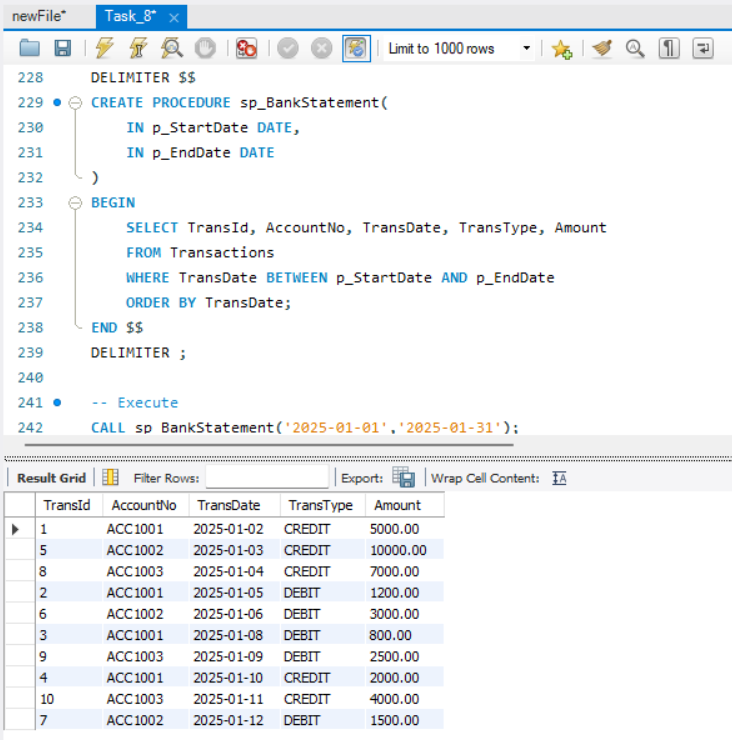 newFile* Task_8* ×
Limit to 1000 rows
228 DELIMITER $$
229 CREATE PROCEDURE sp_BankStatement(
230 IN p_StartDate DATE,
231 IN p_EndDate DATE
232 )
233 BEGIN
234 SELECT TransId, AccountNo, TransDate, TransType, Amount
235 FROM Transactions
236 WHERE TransDate BETWEEN p_StartDate AND p_EndDate
237 ORDER BY TransDate;
238 END $$
239 DELIMITER ;
240
241 -- Execute
242 CALL sp_BankStatement('2025-01-01','2025-01-31');
Result Grid Filter Rows: Export: Wrap Cell Content: IA
TransId AccountNo TransDate TransType Amount
1 ACC1001 2025-01-02 CREDIT 5000.00
5 ACC1002 2025-01-03 CREDIT 10000.00
8 ACC1003 2025-01-04 CREDIT 7000.00
2 ACC1001 2025-01-05 DEBIT 1200.00
6 ACC1002 2025-01-06 DEBIT 3000.00
3 ACC1001 2025-01-08 DEBIT 800.00
9 ACC1003 2025-01-09 DEBIT 2500.00
4 ACC1001 2025-01-10 CREDIT 2000.00
10 ACC1003 2025-01-11 CREDIT 4000.00
7 ACC1002 2025-01-12 DEBIT 1500.00